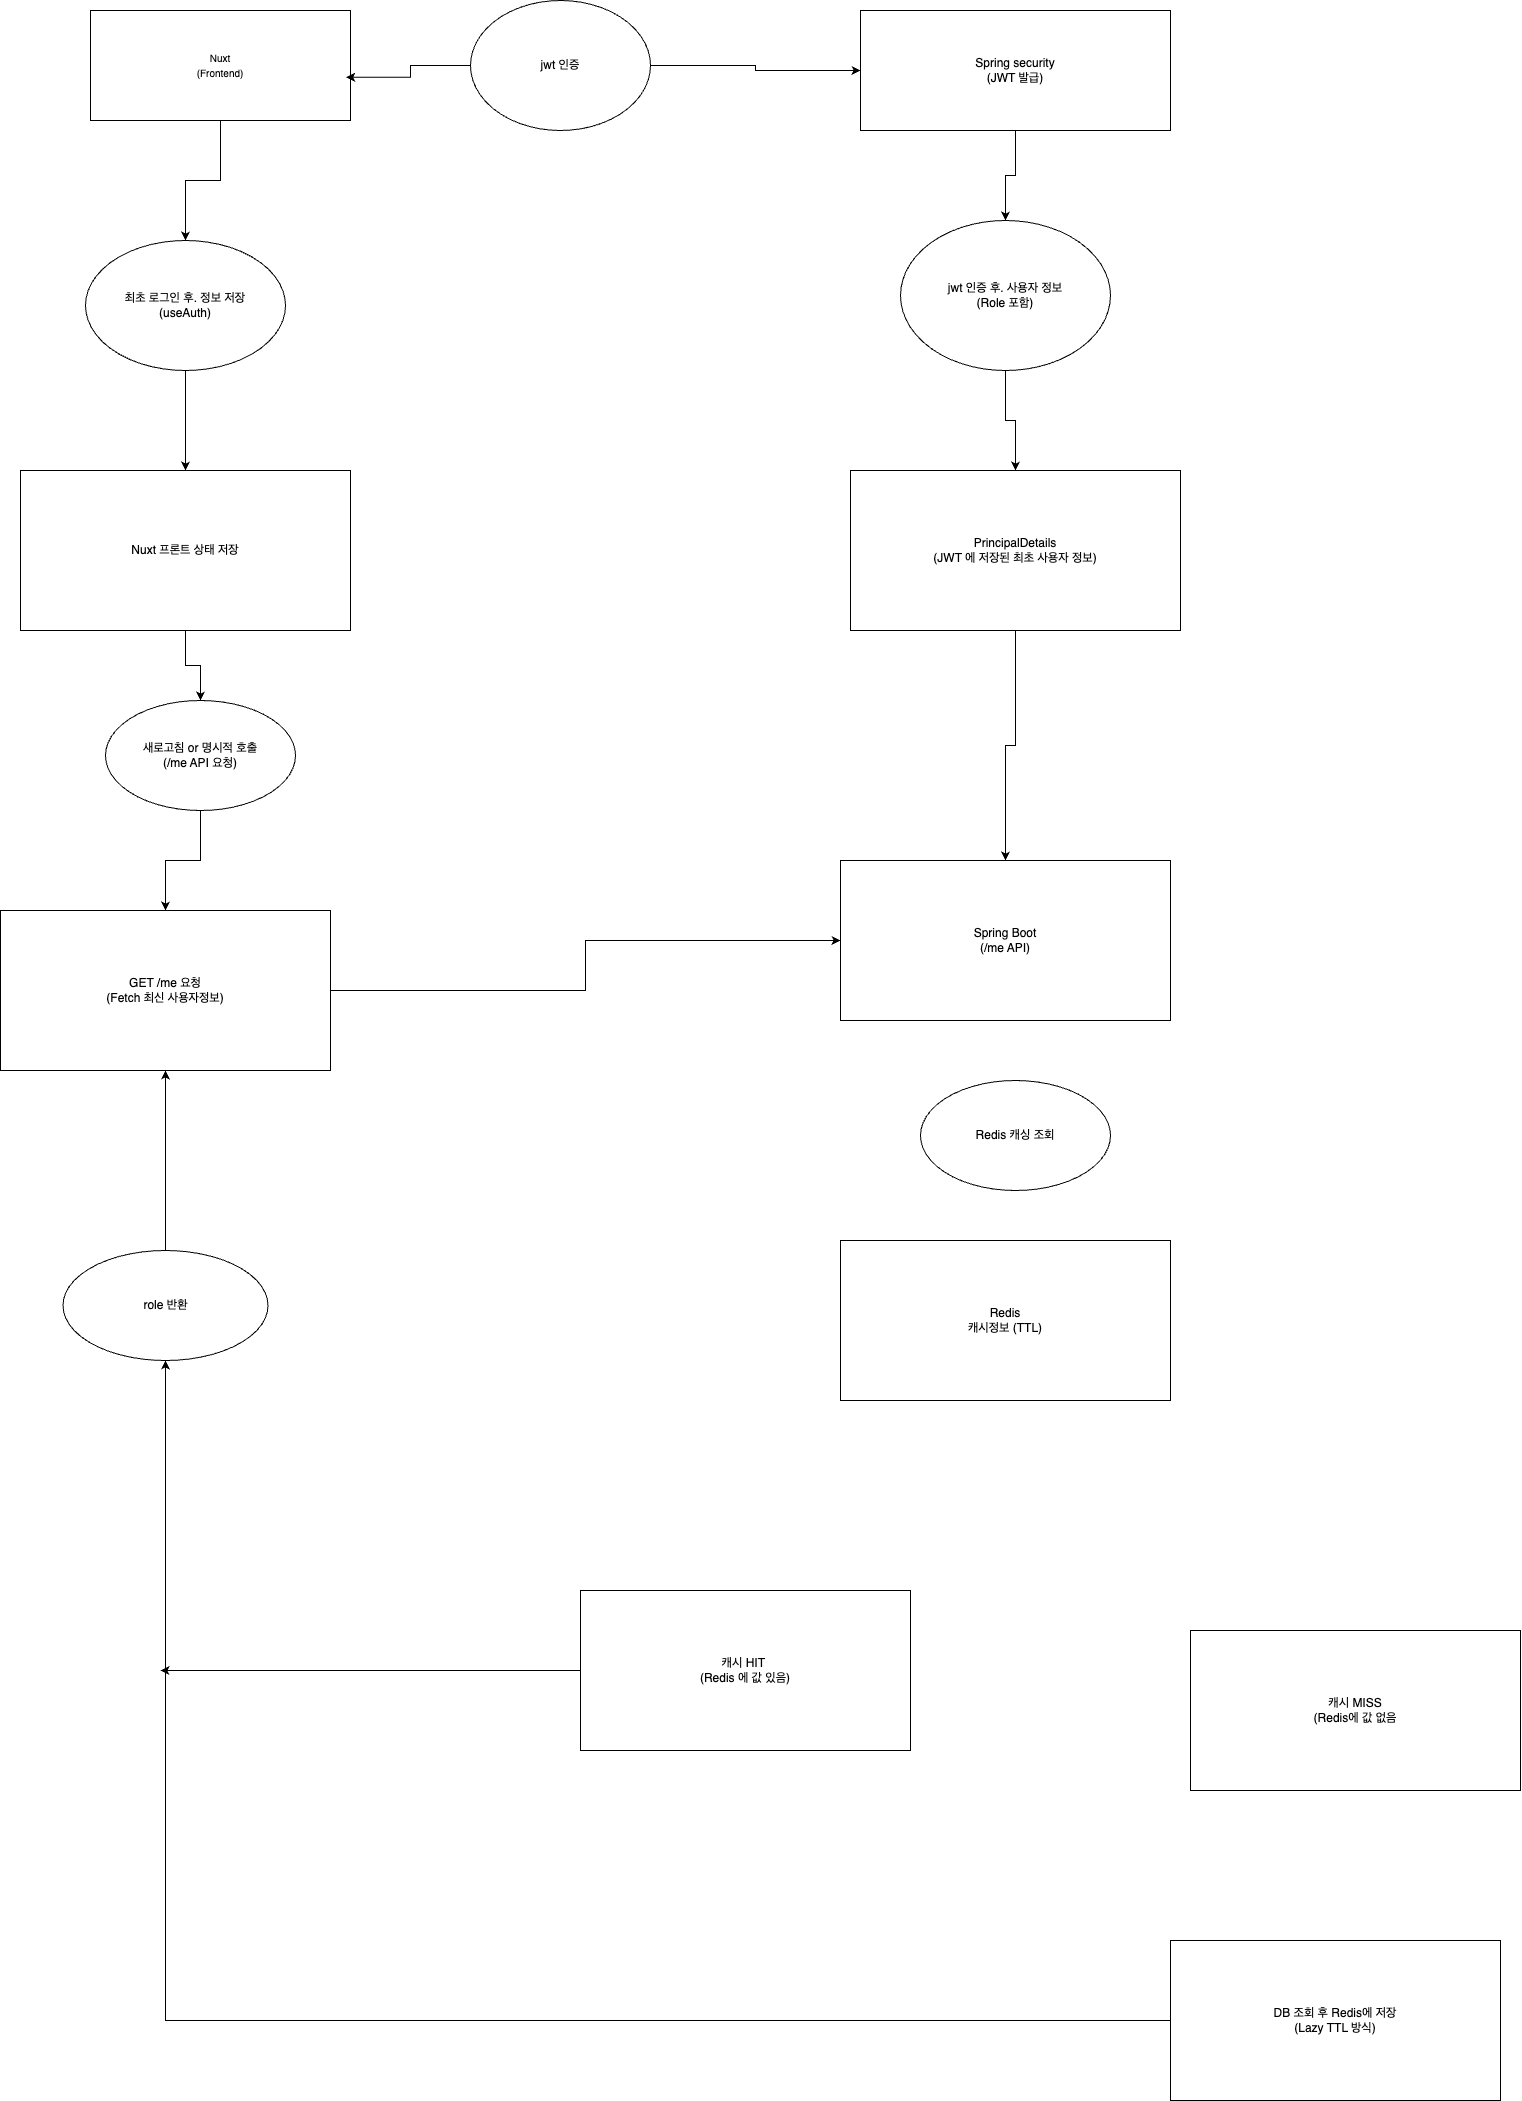 Nuxt
(Frontend)
jwt 인증
Spring security
(JWT 발급)
최초 로그인 후. 정보 저장
(useAuth)
jwt 인증 후. 사용자 정보
(Role 포함)
Nuxt 프론트 상태 저장
PrincipalDetails
(JWT 에 저장된 최초 사용자 정보)
새로고침 or 명시적 호출
(/me API 요청)
GET /me 요청
(Fetch 최신 사용자정보)
Spring Boot
(/me API)
Redis 캐싱 조회
role 반환
Redis
캐시정보 (TTL)
캐시 HIT
(Redis 에 값 있음)
캐시 MISS
(Redis에 값 없음
DB 조회 후 Redis에 저장
(Lazy TTL 방식)